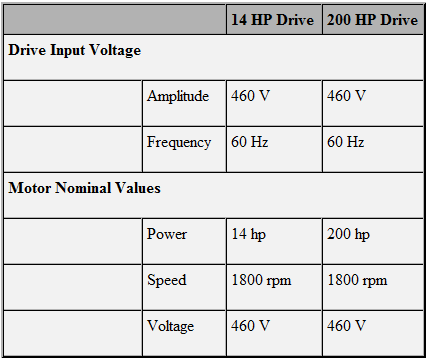 14 HP Drive 200 HP Drive
Drive Input Voltage
Amplitude 460 V 460 V
Frequency 60 Hz 60 Hz
Motor Nominal Values
Power 14 hp 200 hp
Speed 1800 rpm 1800 rpm
Voltage 460 V 460 V